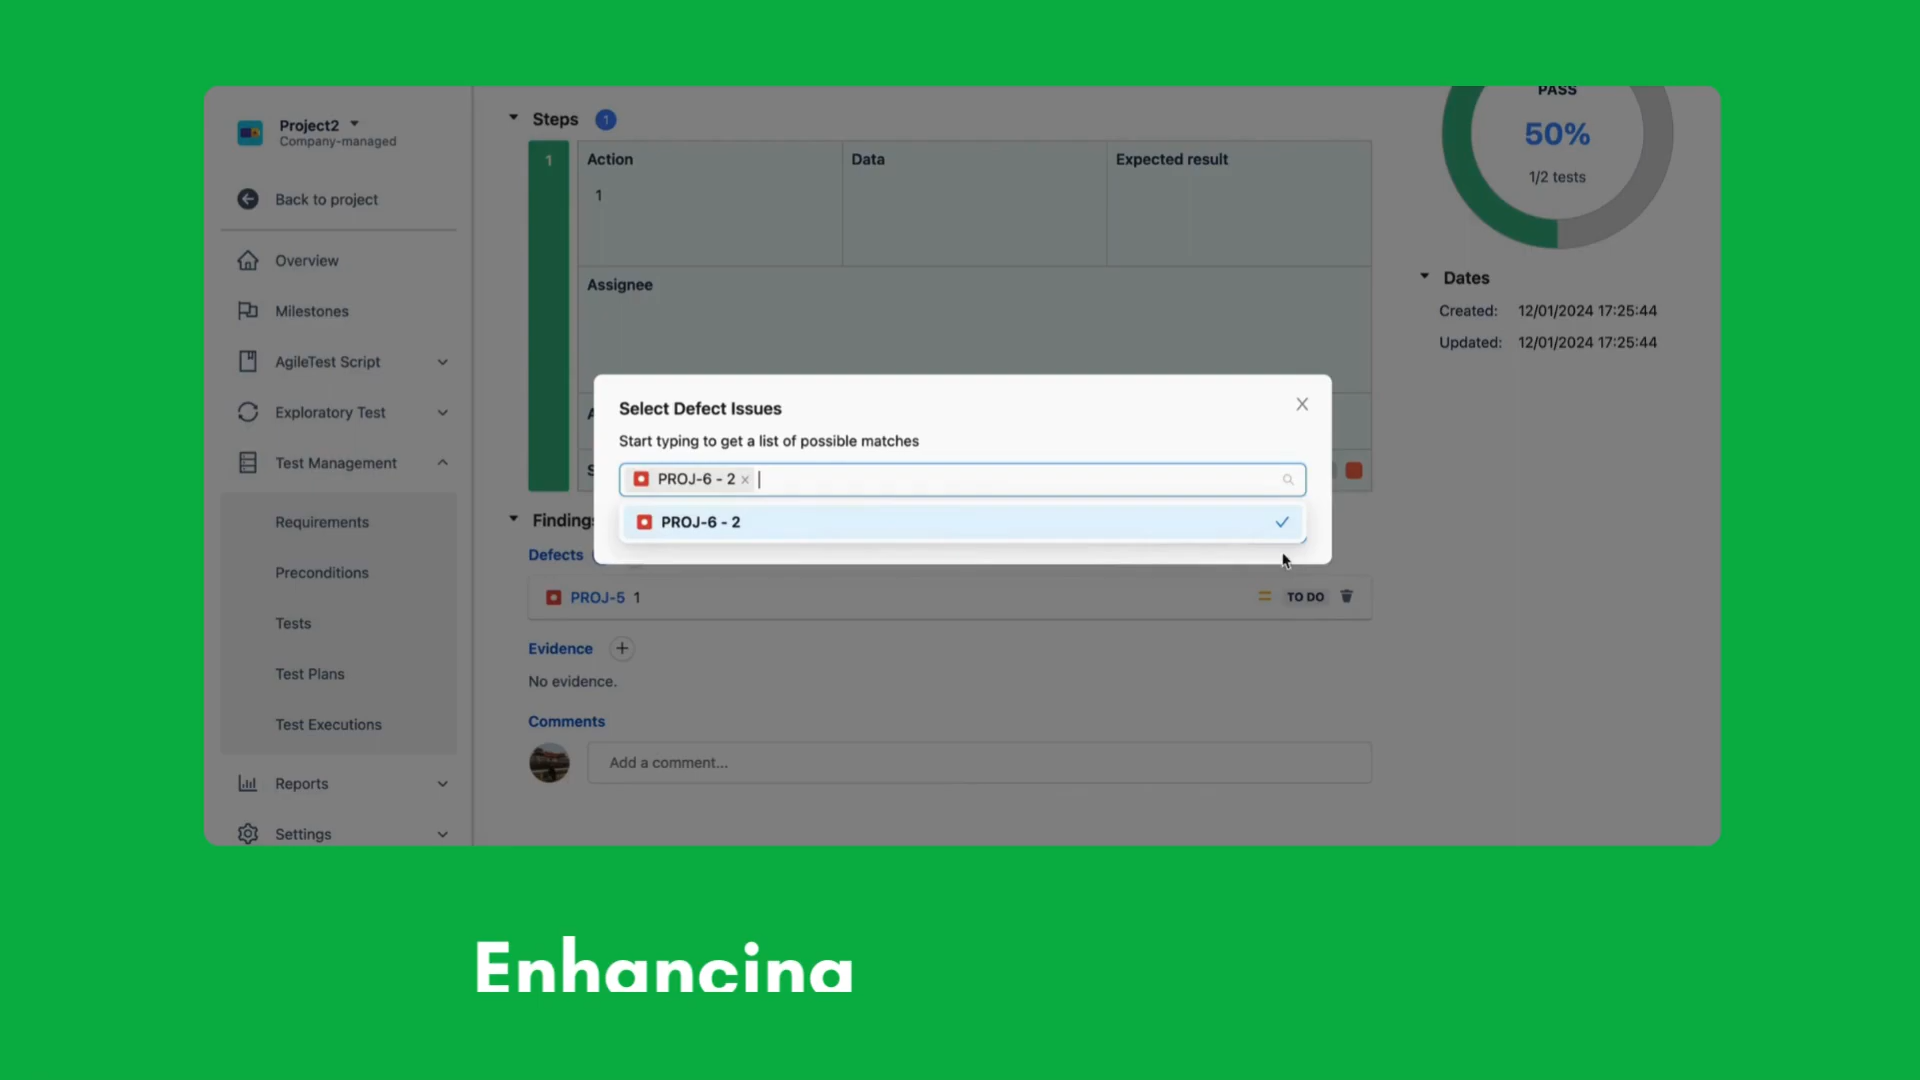 Project2
Company-managed
Back to project
Overview
Milestones
AgileTest Script
Exploratory Test
Test Management
Requirements
Preconditions
Tests
Test Plans
Test Executions
Reports
Settings
Steps 1
1 Action Data Expected result
1
Assignee
PASS
50%
1/2 tests
Dates
Created: 12/01/2024 17:25:44
Updated: 12/01/2024 17:25:44
Select Defect Issues
Start typing to get a list of possible matches
PROJ-6 - 2
PROJ-6 - 2
Findings
Defects
PROJ-5 1 TO DO
Evidence
No evidence.
Comments
Add a comment...
Enhancing